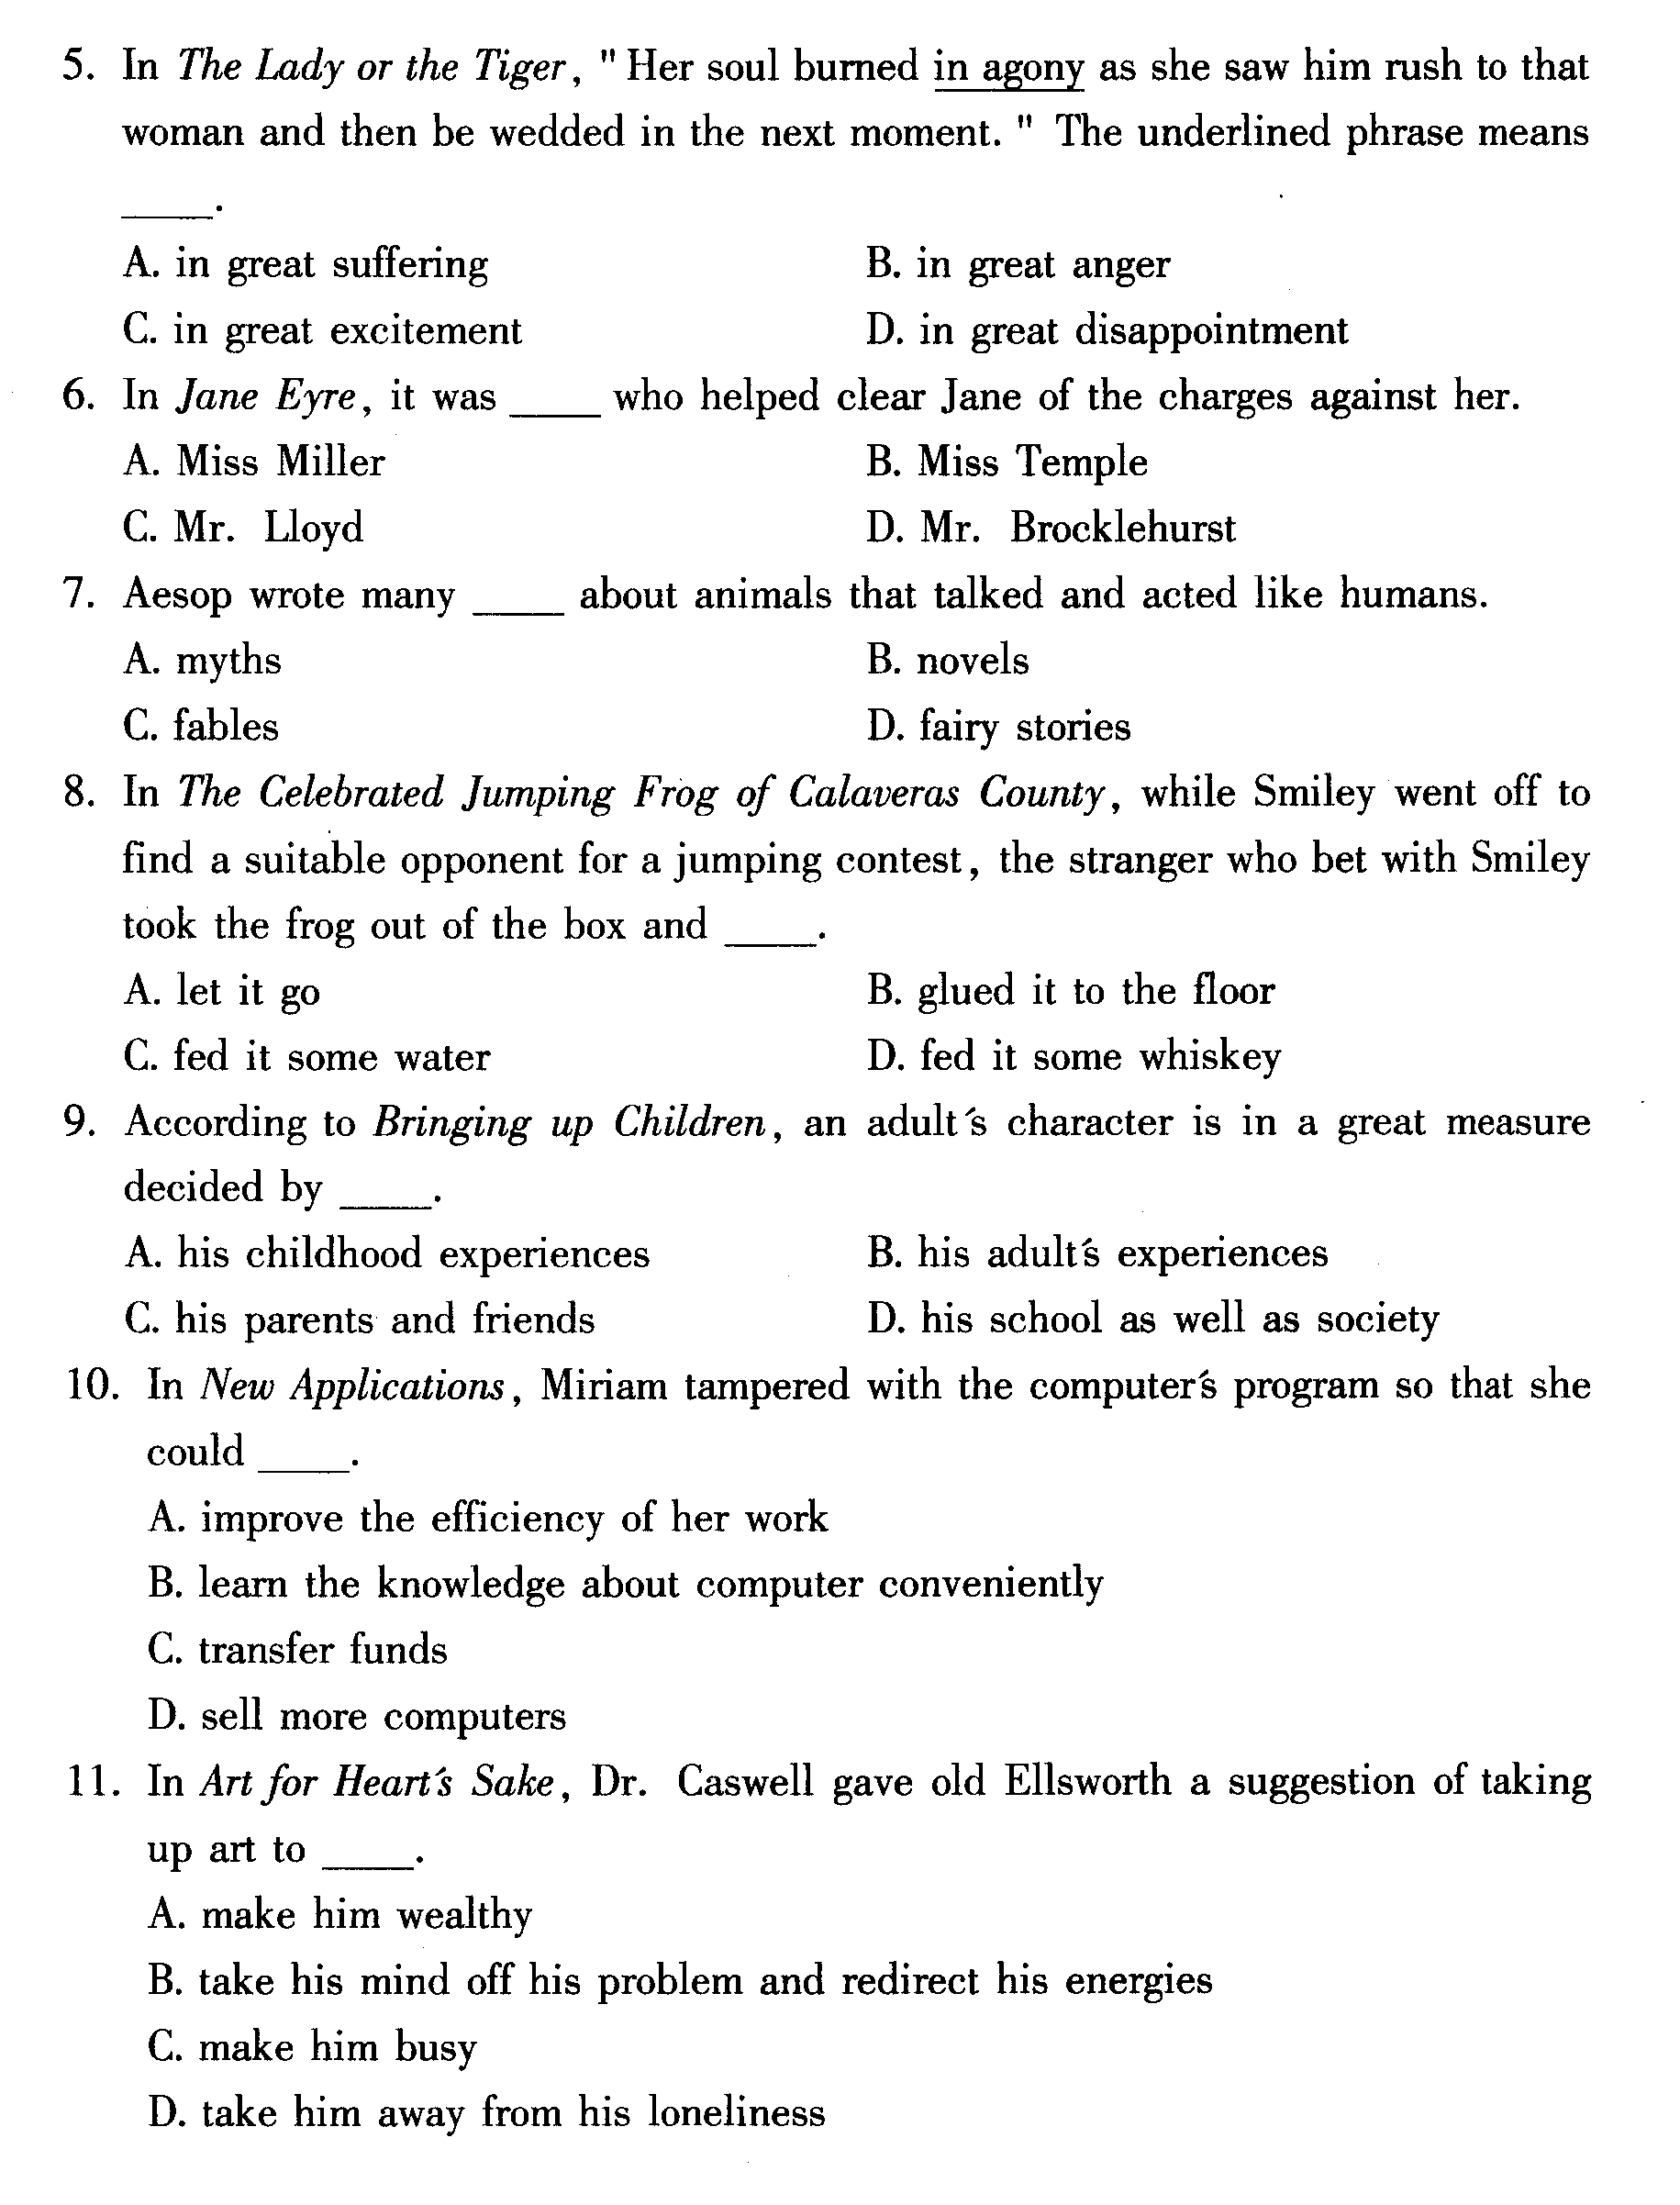 5. In The Lady or the Tiger, " Her soul burned in agony as she saw him rush to that
woman and then be wedded in the next moment. " The underlined phrase means
____.
A. in great suffering B. in great anger
C. in great excitement D. in great disappointment
6. In Jane Eyre, it was ____ who helped clear Jane of the charges against her.
A. Miss Miller B. Miss Temple
C. Mr. Lloyd D. Mr. Brocklehurst
7. Aesop wrote many ____ about animals that talked and acted like humans.
A. myths B. novels
C. fables D. fairy stories
8. In The Celebrated Jumping Frog of Calaveras County, while Smiley went off to
find a suitable opponent for a jumping contest, the stranger who bet with Smiley
took the frog out of the box and ____.
A. let it go B. glued it to the floor
C. fed it some water D. fed it some whiskey
9. According to Bringing up Children, an adult´s character is in a great measure
decided by ____.
A. his childhood experiences B. his adult´s experiences
C. his parents and friends D. his school as well as society
10. In New Applications, Miriam tampered with the computer´s program so that she
could ____.
A. improve the efficiency of her work
B. learn the knowledge about computer conveniently
C. transfer funds
D. sell more computers
11. In Art for Heart´s Sake, Dr. Caswell gave old Ellsworth a suggestion of taking
up art to ____.
A. make him wealthy
B. take his mind off his problem and redirect his energies
C. make him busy
D. take him away from his loneliness